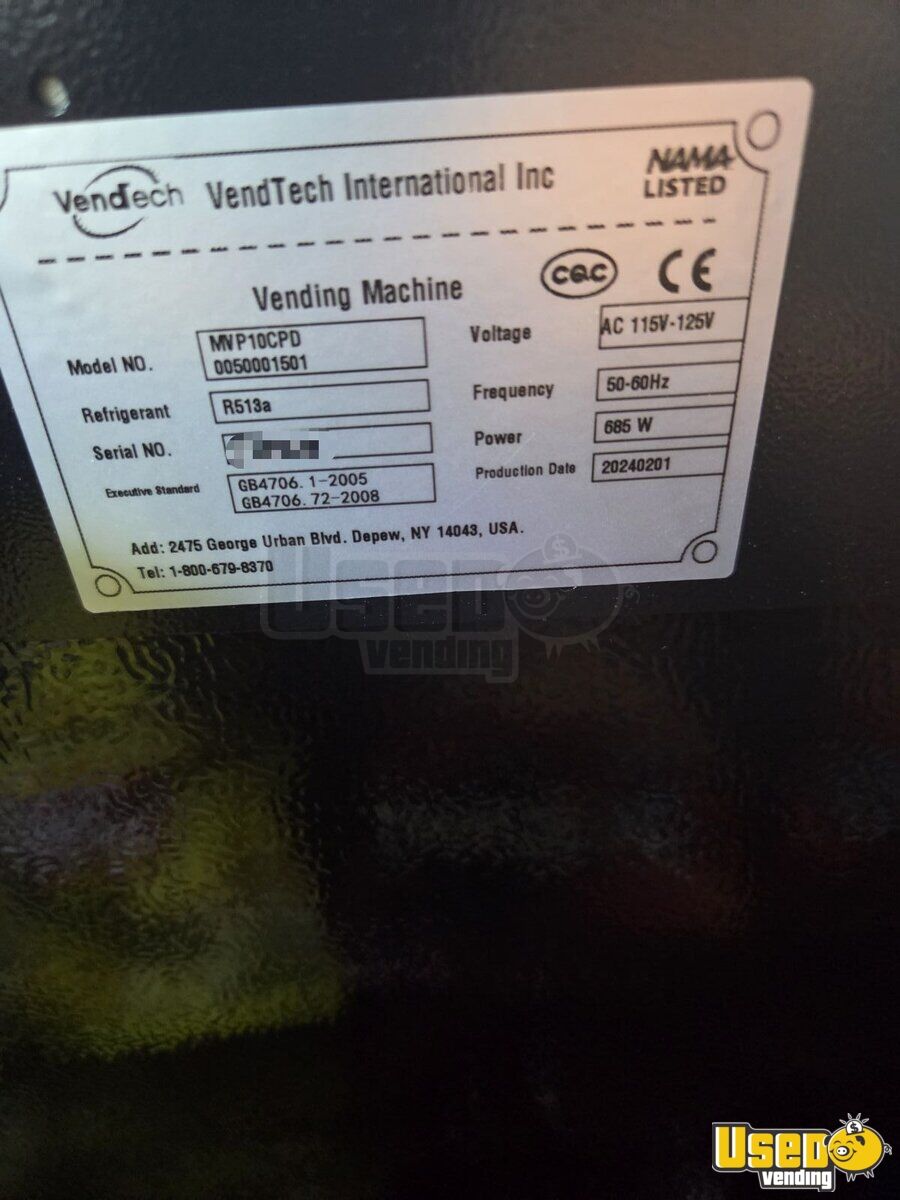 VendTech VendTech International Inc NAMA LISTED
Vending Machine CQC CE
Model NO. MVP10CPD
0050001501
Voltage AC 115V-125V
Refrigerant R513a
Frequency 50-60Hz
Serial NO.
Power 685 W
Executive Standard GB4706.1-2005
GB4706.72-2008
Production Date 20240201
Add: 2475 George Urban Blvd. Depew, NY 14043, USA.
Tel: 1-800-679-8370
USED vending
USED vending